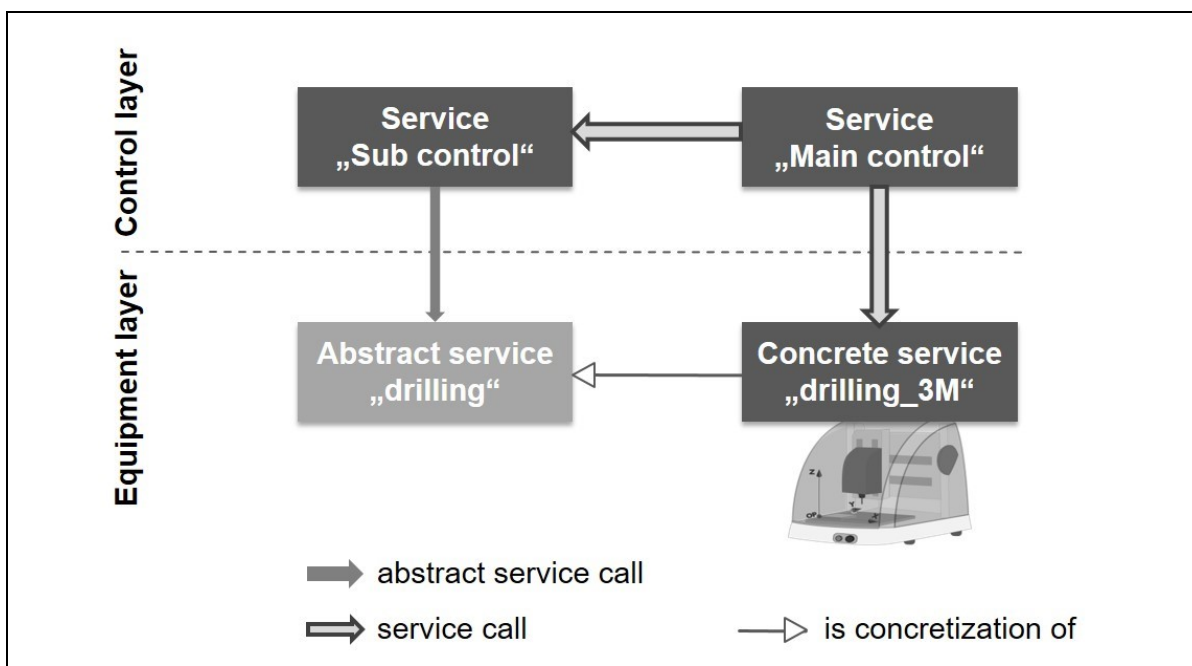 Control layer
Service
„Sub control“
Service
„Main control“
Equipment layer
Abstract service
„drilling“
Concrete service
„drilling_3M“
Z
Y
X
abstract service call
service call
is concretization of